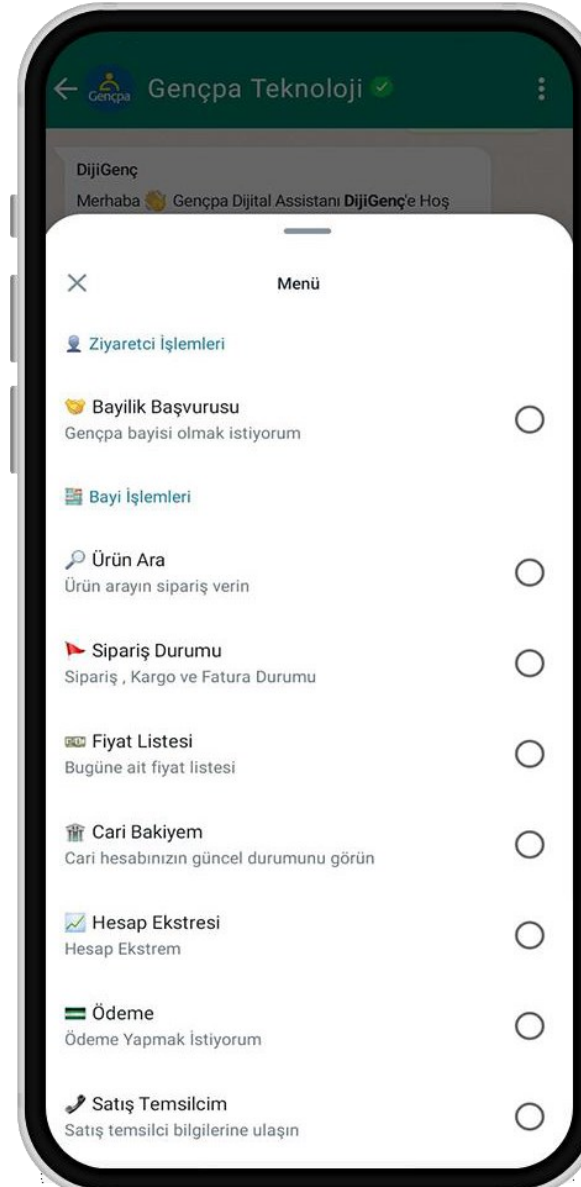 Gençpa
Gençpa Teknoloji
DijiGenç
Merhaba 👋 Gençpa Dijital Asistanı DijiGenç'e Hoş
Menü
Ziyaretci İşlemleri
Bayilik Başvurusu
Gençpa bayisi olmak istiyorum
Bayi İşlemleri
Ürün Ara
Ürün arayın sipariş verin
Sipariş Durumu
Sipariş , Kargo ve Fatura Durumu
Fiyat Listesi
Bugüne ait fiyat listesi
Cari Bakiyem
Cari hesabınızın güncel durumunu görün
Hesap Ekstresi
Hesap Ekstrem
Ödeme
Ödeme Yapmak İstiyorum
Satış Temsilcim
Satış temsilci bilgilerine ulaşın